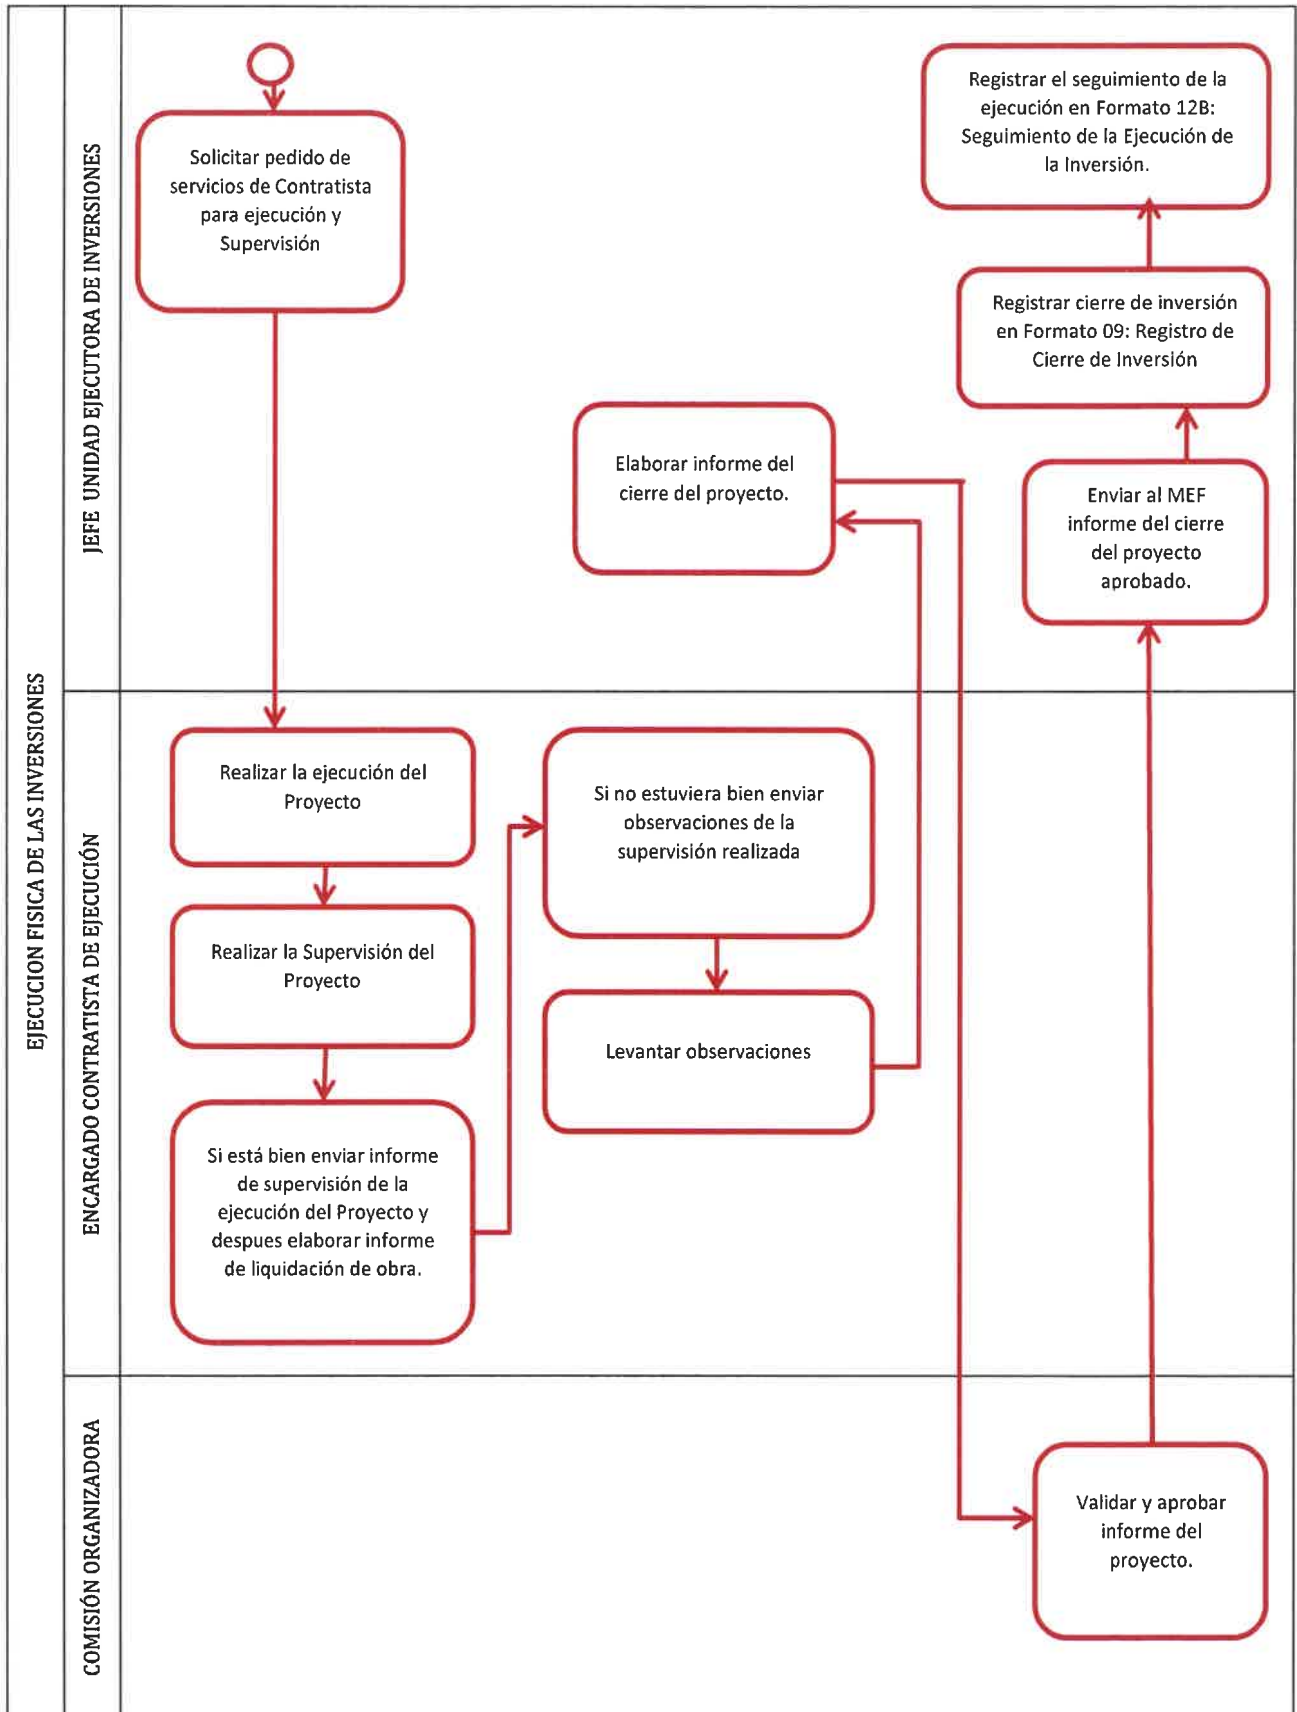 EJECUCION FISICA DE LAS INVERSIONES
JEFE UNIDAD EJECUTORA DE INVERSIONES
Solicitar pedido de
servicios de Contratista
para ejecución y
Supervisión
Registrar el seguimiento de la
ejecución en Formato 12B:
Seguimiento de la Ejecución de
la Inversión.
Registrar cierre de inversión
en Formato 09: Registro de
Cierre de Inversión
Elaborar informe del
cierre del proyecto.
Enviar al MEF
informe del cierre
del proyecto
aprobado.
ENCARGADO CONTRATISTA DE EJECUCIÓN
Realizar la ejecución del
Proyecto
Realizar la Supervisión del
Proyecto
Si está bien enviar informe
de supervisión de la
ejecución del Proyecto y
despues elaborar informe
de liquidación de obra.
Si no estuviera bien enviar
observaciones de la
supervisión realizada
Levantar observaciones
COMISIÓN ORGANIZADORA
Validar y aprobar
informe del
proyecto.